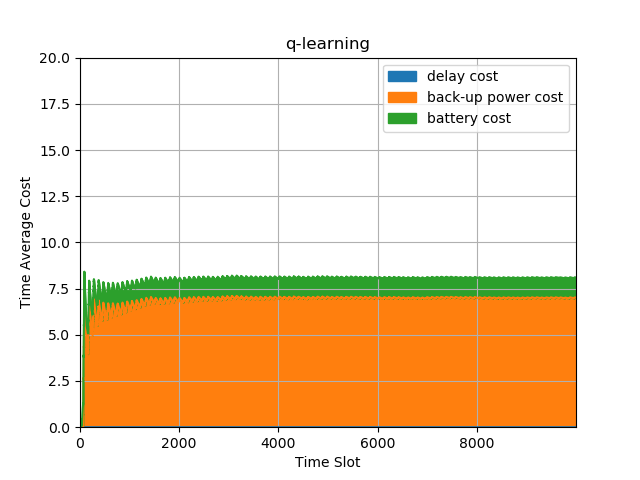 q-learning
20.0
17.5
15.0
12.5
10.0
7.5
5.0
2.5
0.0
Time Average Cost
delay cost
back-up power cost
battery cost
0 2000 4000 6000 8000
Time Slot